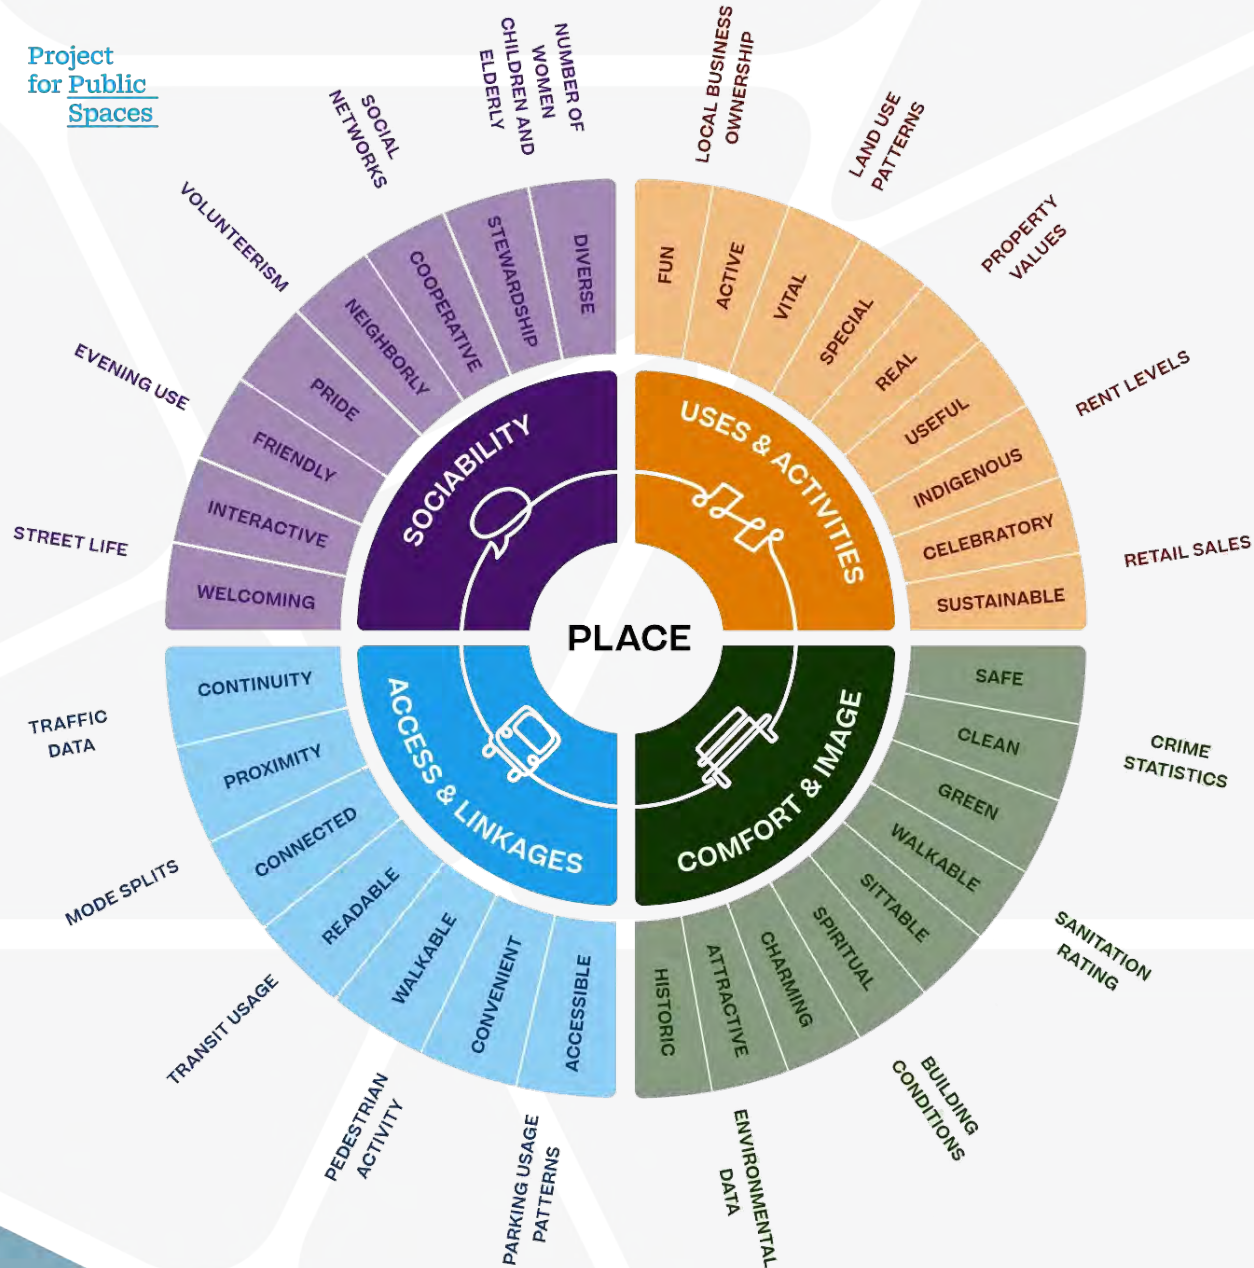 Project
for Public
Spaces
PLACE
SOCIABILITY
USES & ACTIVITIES
COMFORT & IMAGE
ACCESS & LINKAGES
WELCOMING
INTERACTIVE
FRIENDLY
PRIDE
NEIGHBORLY
COOPERATIVE
STEWARDSHIP
DIVERSE
FUN
ACTIVE
VITAL
SPECIAL
REAL
USEFUL
INDIGENOUS
CELEBRATORY
SUSTAINABLE
SAFE
CLEAN
GREEN
WALKABLE
SITTABLE
SPIRITUAL
CHARMING
ATTRACTIVE
HISTORIC
ACCESSIBLE
CONVENIENT
WALKABLE
READABLE
CONNECTED
PROXIMITY
CONTINUITY
STREET LIFE
EVENING USE
VOLUNTEERISM
SOCIAL
NETWORKS
NUMBER OF
WOMEN
CHILDREN AND
ELDERLY
LOCAL BUSINESS
OWNERSHIP
LAND USE
PATTERNS
PROPERTY
VALUES
RENT LEVELS
RETAIL SALES
CRIME
STATISTICS
SANITATION
RATING
BUILDING
CONDITIONS
ENVIRONMENTAL
DATA
PARKING USAGE
PATTERNS
PEDESTRIAN
ACTIVITY
TRANSIT USAGE
MODE SPLITS
TRAFFIC
DATA